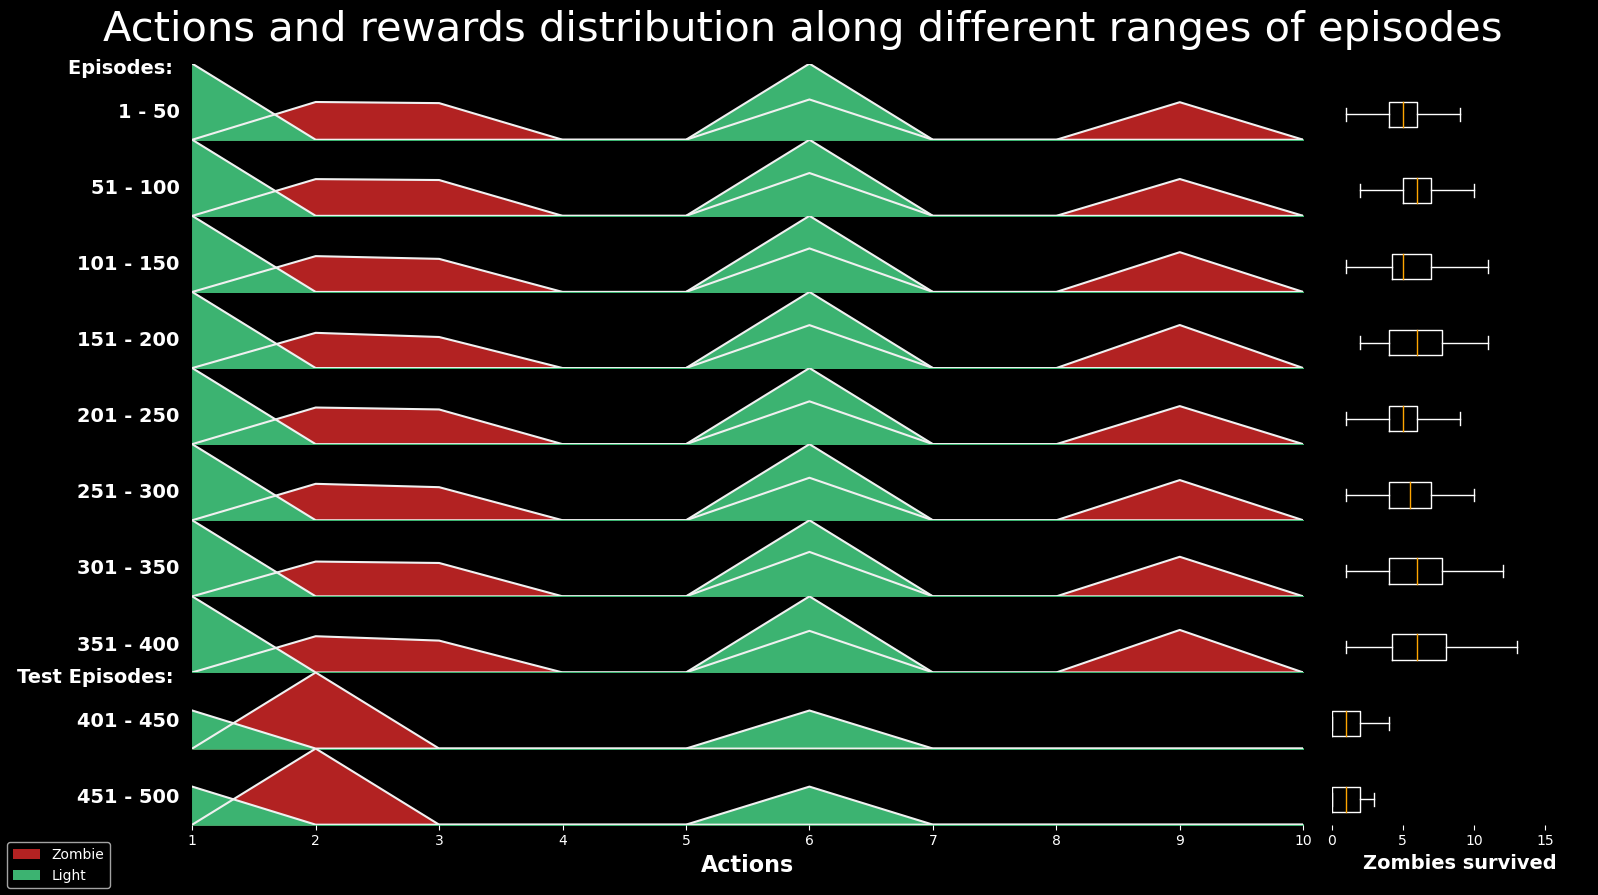 Actions and rewards distribution along different ranges of episodes
Episodes:
1 - 50
51 - 100
101 - 150
151 - 200
201 - 250
251 - 300
301 - 350
351 - 400
Test Episodes:
401 - 450
451 - 500
1 2 3 4 5 6 7 8 9 10
0 5 10 15
Actions
Zombies survived
Zombie
Light